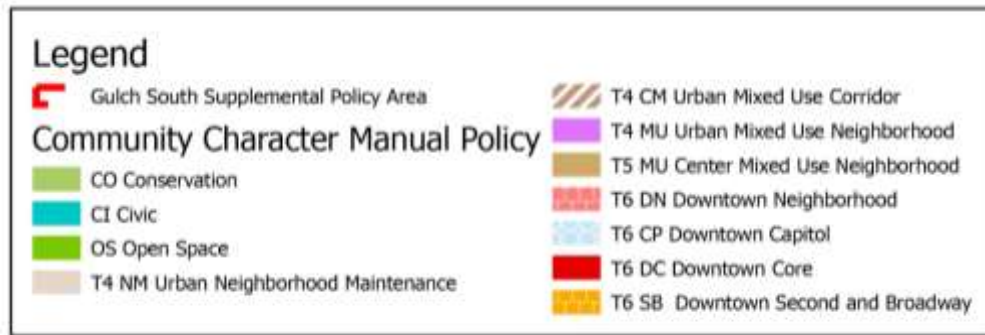 Legend
Gulch South Supplemental Policy Area
Community Character Manual Policy
CO Conservation
CI Civic
OS Open Space
T4 NM Urban Neighborhood Maintenance
T4 CM Urban Mixed Use Corridor
T4 MU Urban Mixed Use Neighborhood
T5 MU Center Mixed Use Neighborhood
T6 DN Downtown Neighborhood
T6 CP Downtown Capitol
T6 DC Downtown Core
T6 SB Downtown Second and Broadway